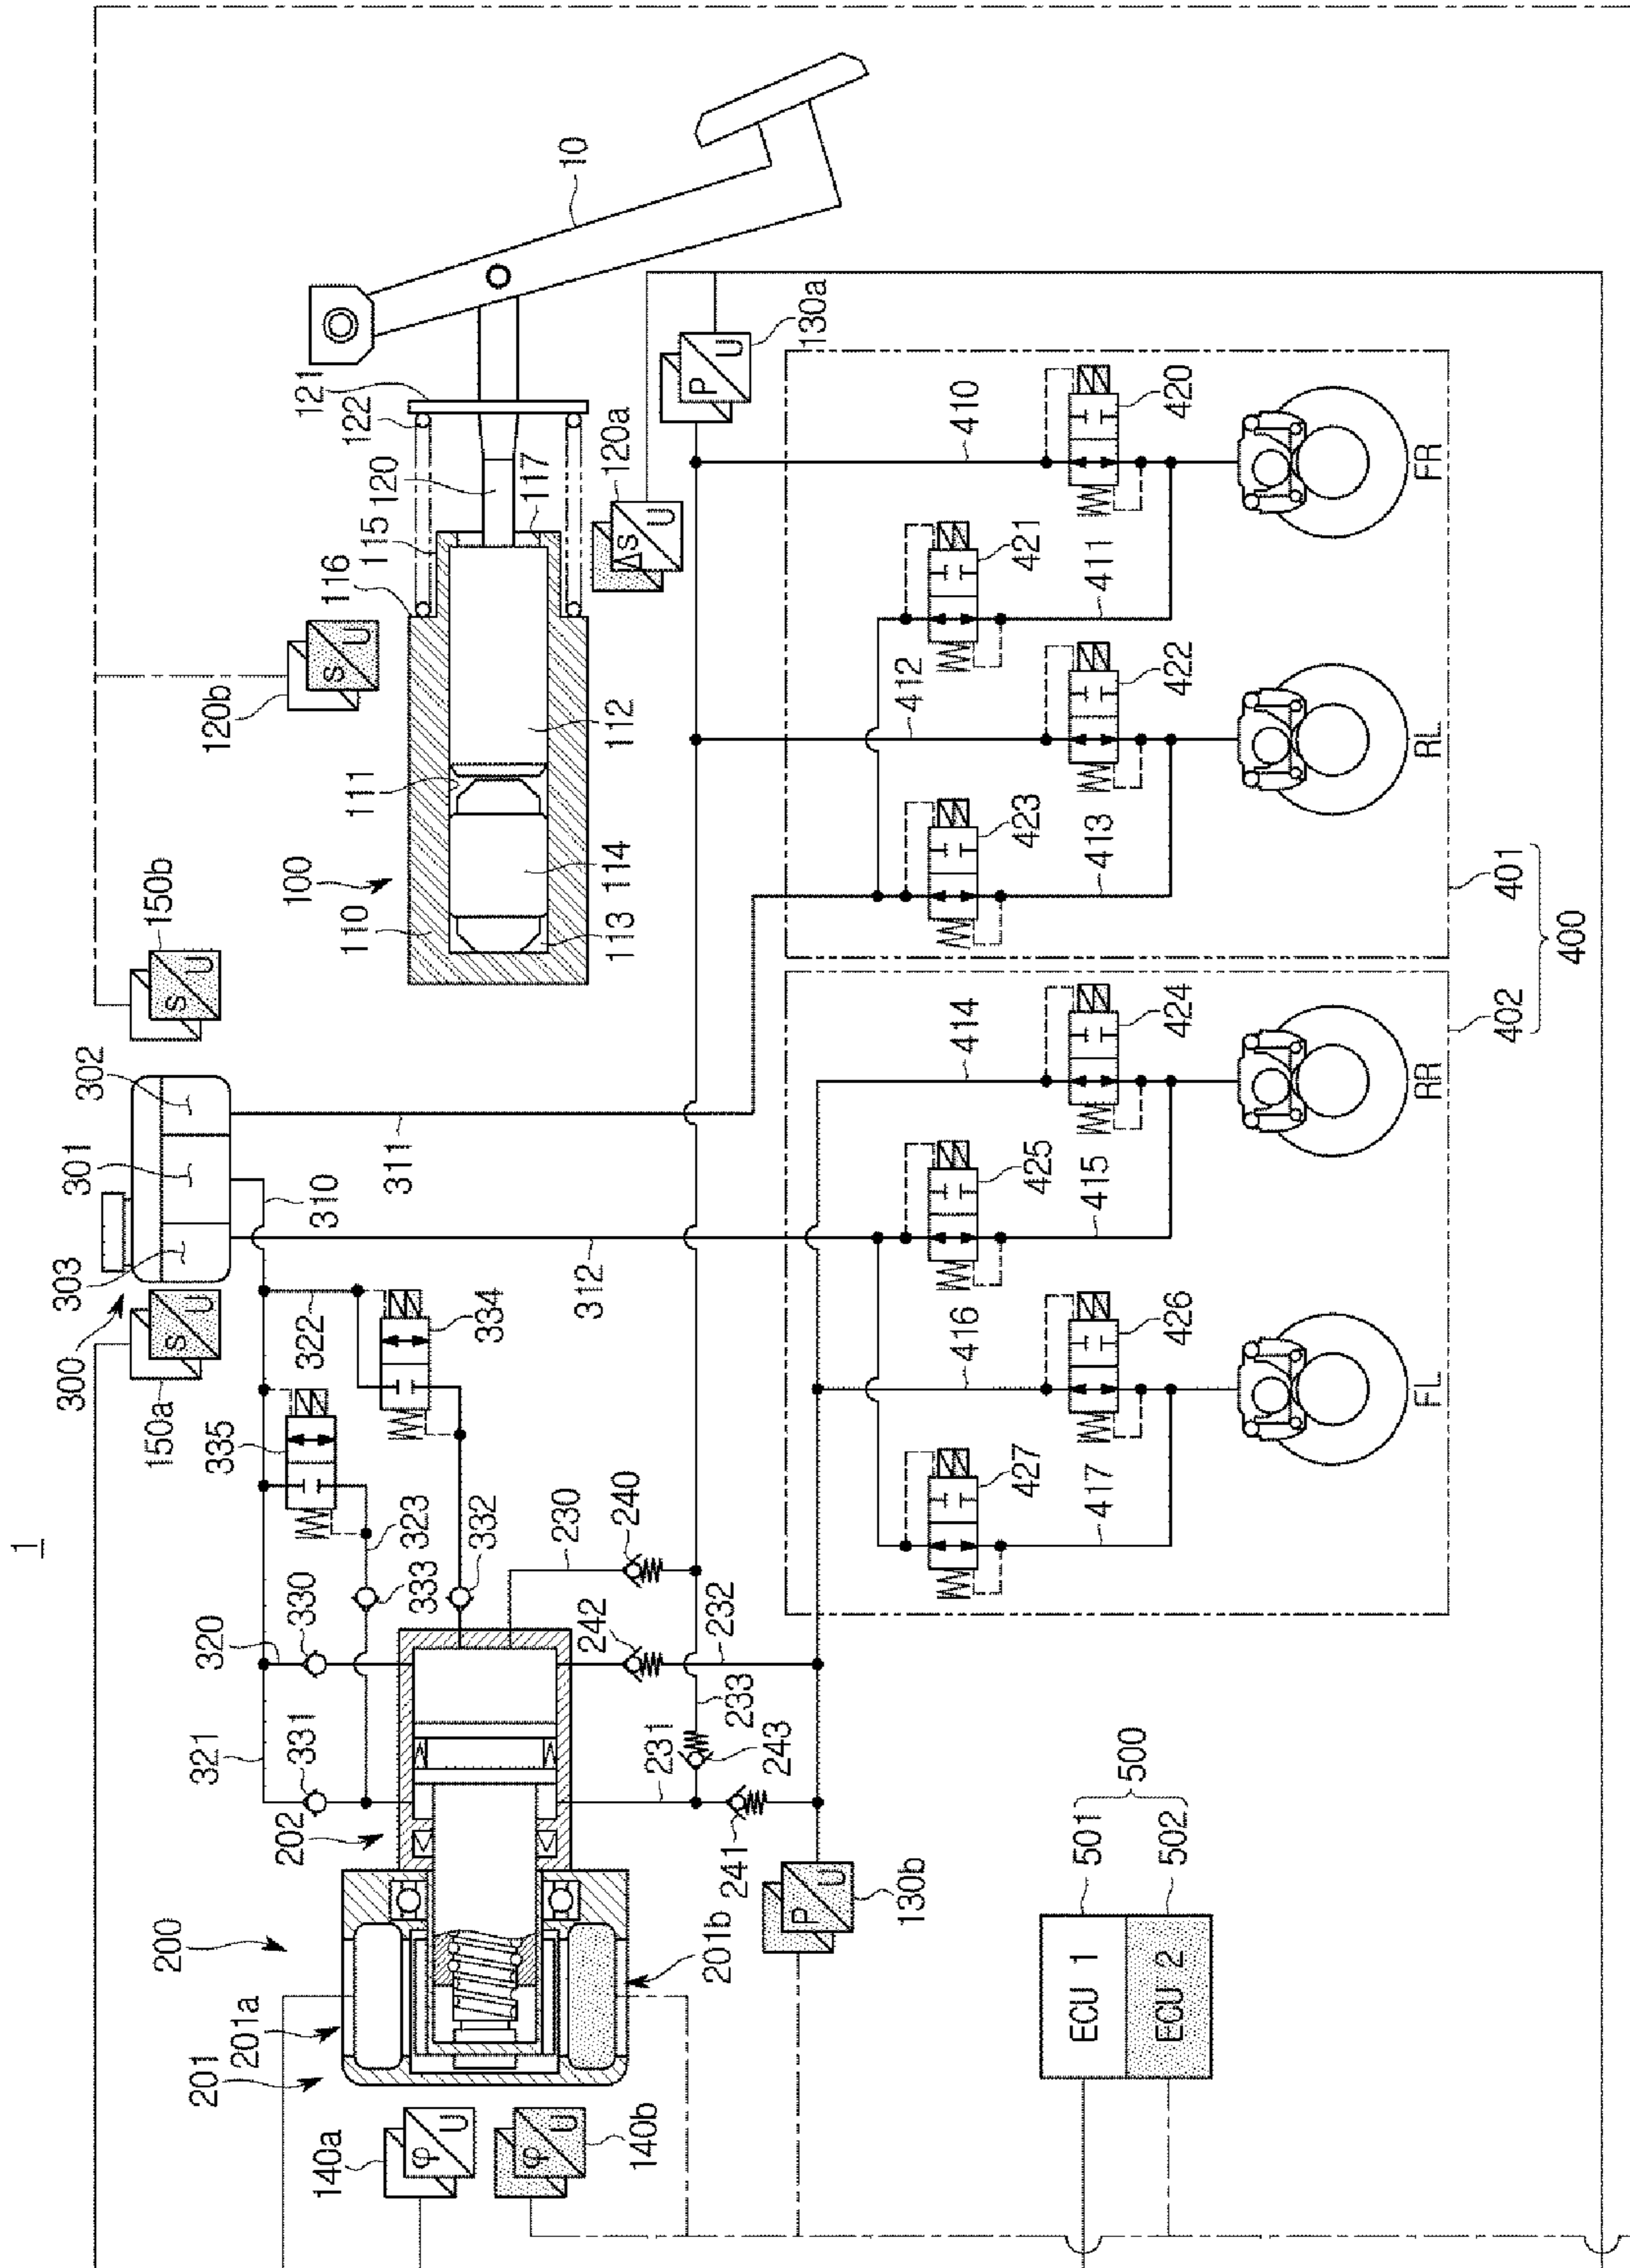 1
10
121
122
120
117
115
116
120a
Δs
U
120b
s
U
130a
P
U
111
112
100
110
114
113
150b
s
U
302
301
303
300
310
311
312
150a
s
U
335
322
334
323
333
332
320
330
321
331
230
240
242
232
233
231
243
241
202
200
201
201a
201b
130b
P
U
140a
φ
U
140b
φ
U
410
420
421
411
412
422
423
413
FR
RL
401
402
400
414
424
425
415
416
426
427
417
RR
FL
ECU 1
ECU 2
501
502
500